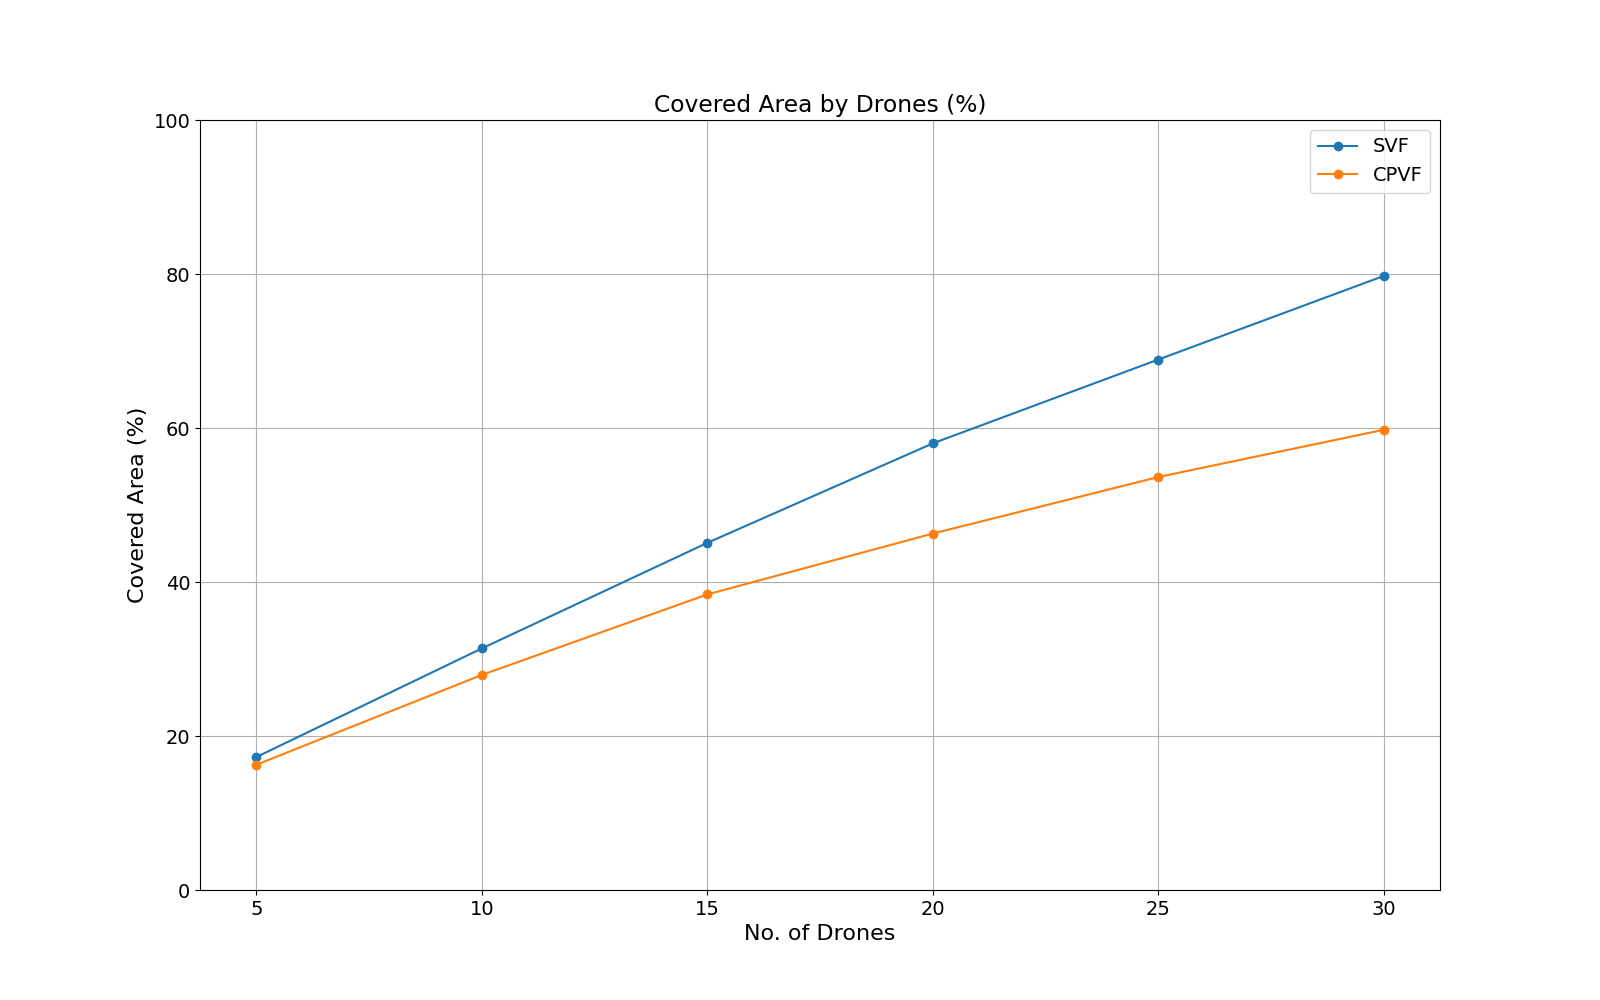 Covered Area by Drones (%)
100
80
60
40
20
0
Covered Area (%)
5 10 15 20 25 30
No. of Drones
SVF
CPVF